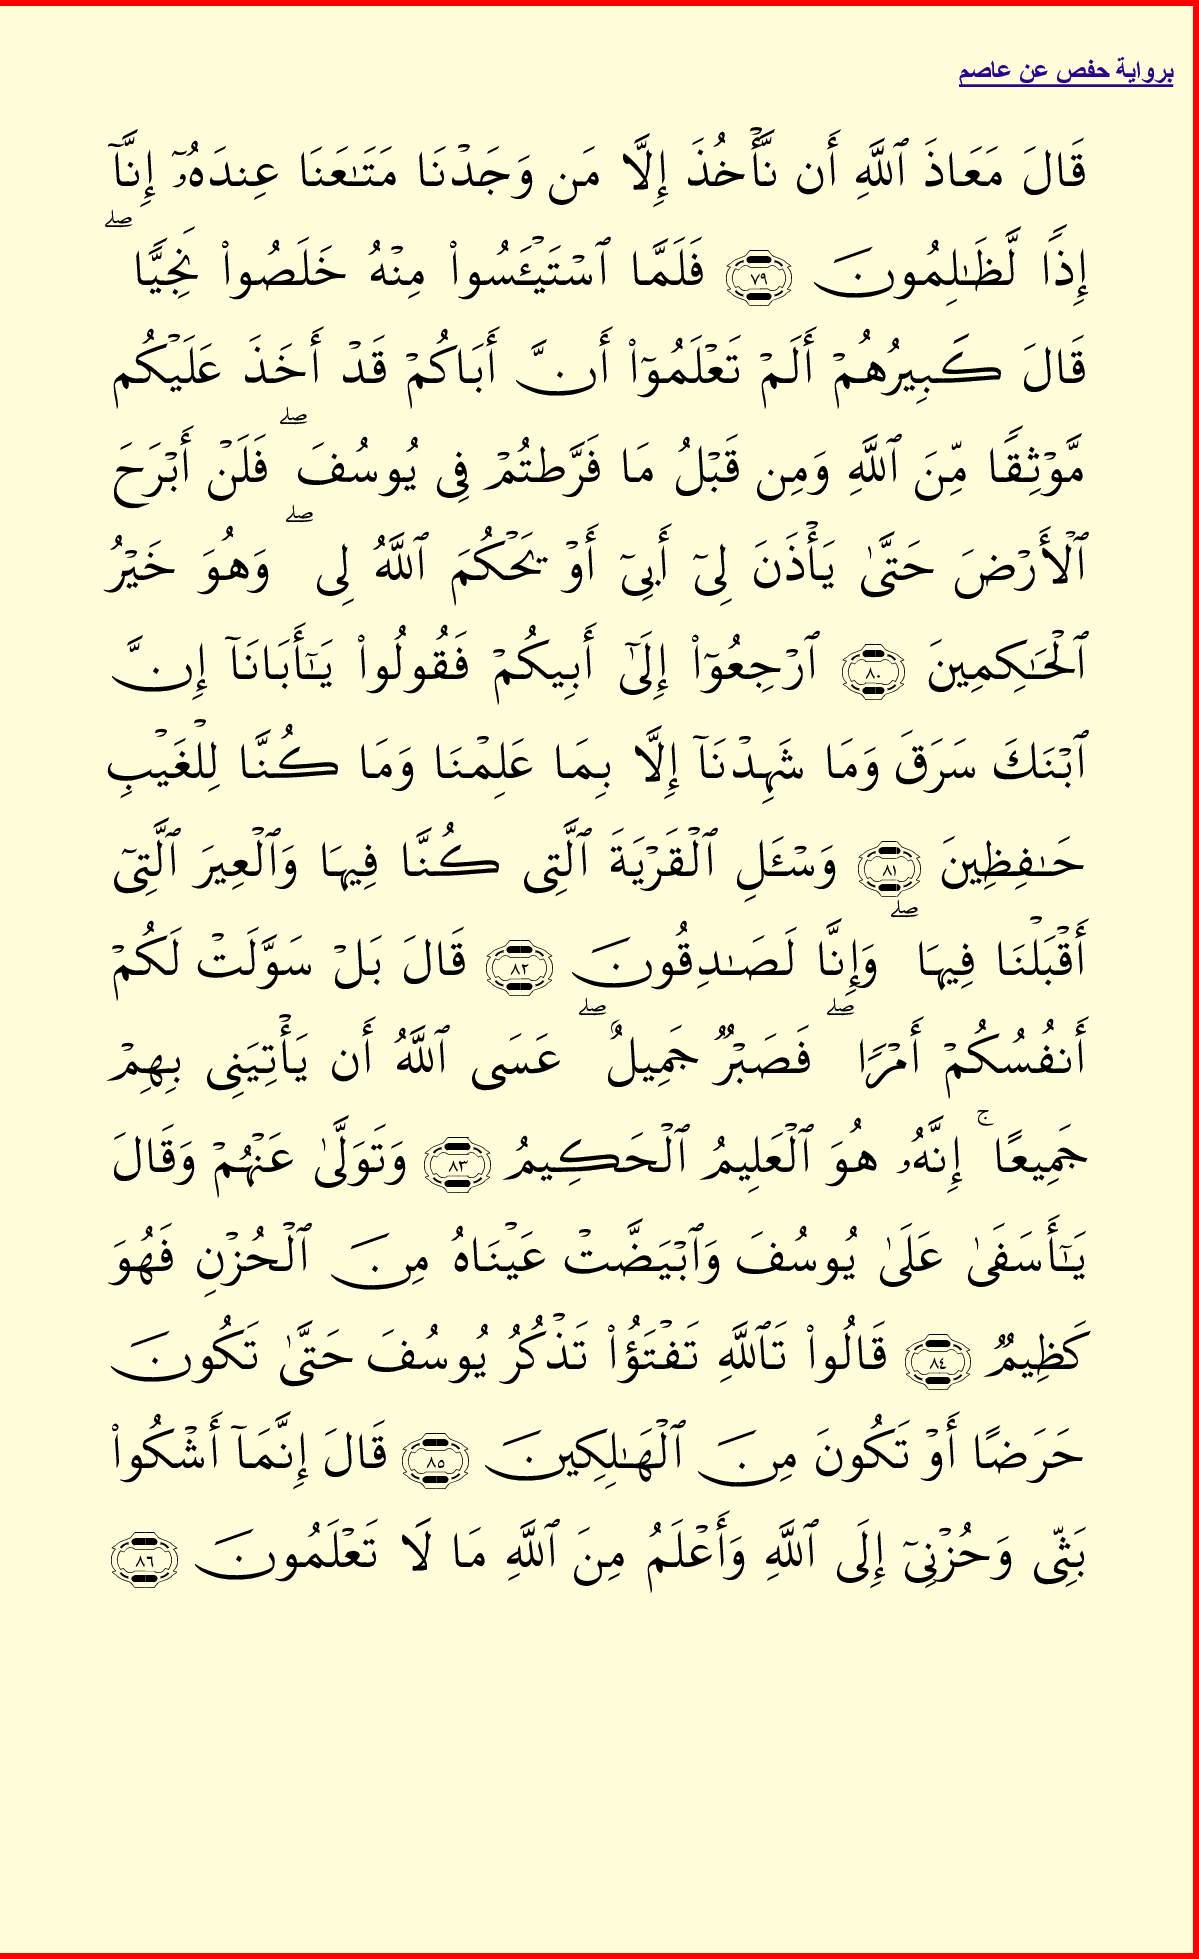 برواية حفص عن عاصم
قَالَ مَعَاذَ ٱللَّهِ أَن نَّأْخُذَ إِلَّا مَن وَجَدْنَا مَتَـٰعَنَا عِندَهُۥٓ إِنَّآ
إِذًا لَّظَـٰلِمُونَ ٧٩ فَلَمَّا ٱسْتَيْـَٔسُوا۟ مِنْهُ خَلَصُوا۟ نَجِيًّا ۖ
قَالَ كَبِيرُهُمْ أَلَمْ تَعْلَمُوٓا۟ أَنَّ أَبَاكُمْ قَدْ أَخَذَ عَلَيْكُم
مَّوْثِقًا مِّنَ ٱللَّهِ وَمِن قَبْلُ مَا فَرَّطتُمْ فِى يُوسُفَ ۖ فَلَنْ أَبْرَحَ
ٱلْأَرْضَ حَتَّىٰ يَأْذَنَ لِىٓ أَبِىٓ أَوْ يَحْكُمَ ٱللَّهُ لِى ۖ وَهُوَ خَيْرُ
ٱلْحَـٰكِمِينَ ٨٠ ٱرْجِعُوٓا۟ إِلَىٰٓ أَبِيكُمْ فَقُولُوا۟ يَـٰٓأَبَانَآ إِنَّ
ٱبْنَكَ سَرَقَ وَمَا شَهِدْنَآ إِلَّا بِمَا عَلِمْنَا وَمَا كُنَّا لِلْغَيْبِ
حَـٰفِظِينَ ٨١ وَسْـَٔلِ ٱلْقَرْيَةَ ٱلَّتِى كُنَّا فِيهَا وَٱلْعِيرَ ٱلَّتِىٓ
أَقْبَلْنَا فِيهَا ۖ وَإِنَّا لَصَـٰدِقُونَ ٨٢ قَالَ بَلْ سَوَّلَتْ لَكُمْ
أَنفُسُكُمْ أَمْرًا ۖ فَصَبْرٌ جَمِيلٌ ۖ عَسَى ٱللَّهُ أَن يَأْتِيَنِى بِهِمْ
جَمِيعًا ۚ إِنَّهُۥ هُوَ ٱلْعَلِيمُ ٱلْحَكِيمُ ٨٣ وَتَوَلَّىٰ عَنْهُمْ وَقَالَ
يَـٰٓأَسَفَىٰ عَلَىٰ يُوسُفَ وَٱبْيَضَّتْ عَيْنَاهُ مِنَ ٱلْحُزْنِ فَهُوَ
كَظِيمٌ ٨٤ قَالُوا۟ تَٱللَّهِ تَفْتَؤُا۟ تَذْكُرُ يُوسُفَ حَتَّىٰ تَكُونَ
حَرَضًا أَوْ تَكُونَ مِنَ ٱلْهَـٰلِكِينَ ٨٥ قَالَ إِنَّمَآ أَشْكُوا۟
بَثِّى وَحُزْنِىٓ إِلَى ٱللَّهِ وَأَعْلَمُ مِنَ ٱللَّهِ مَا لَا تَعْلَمُونَ ٨٦